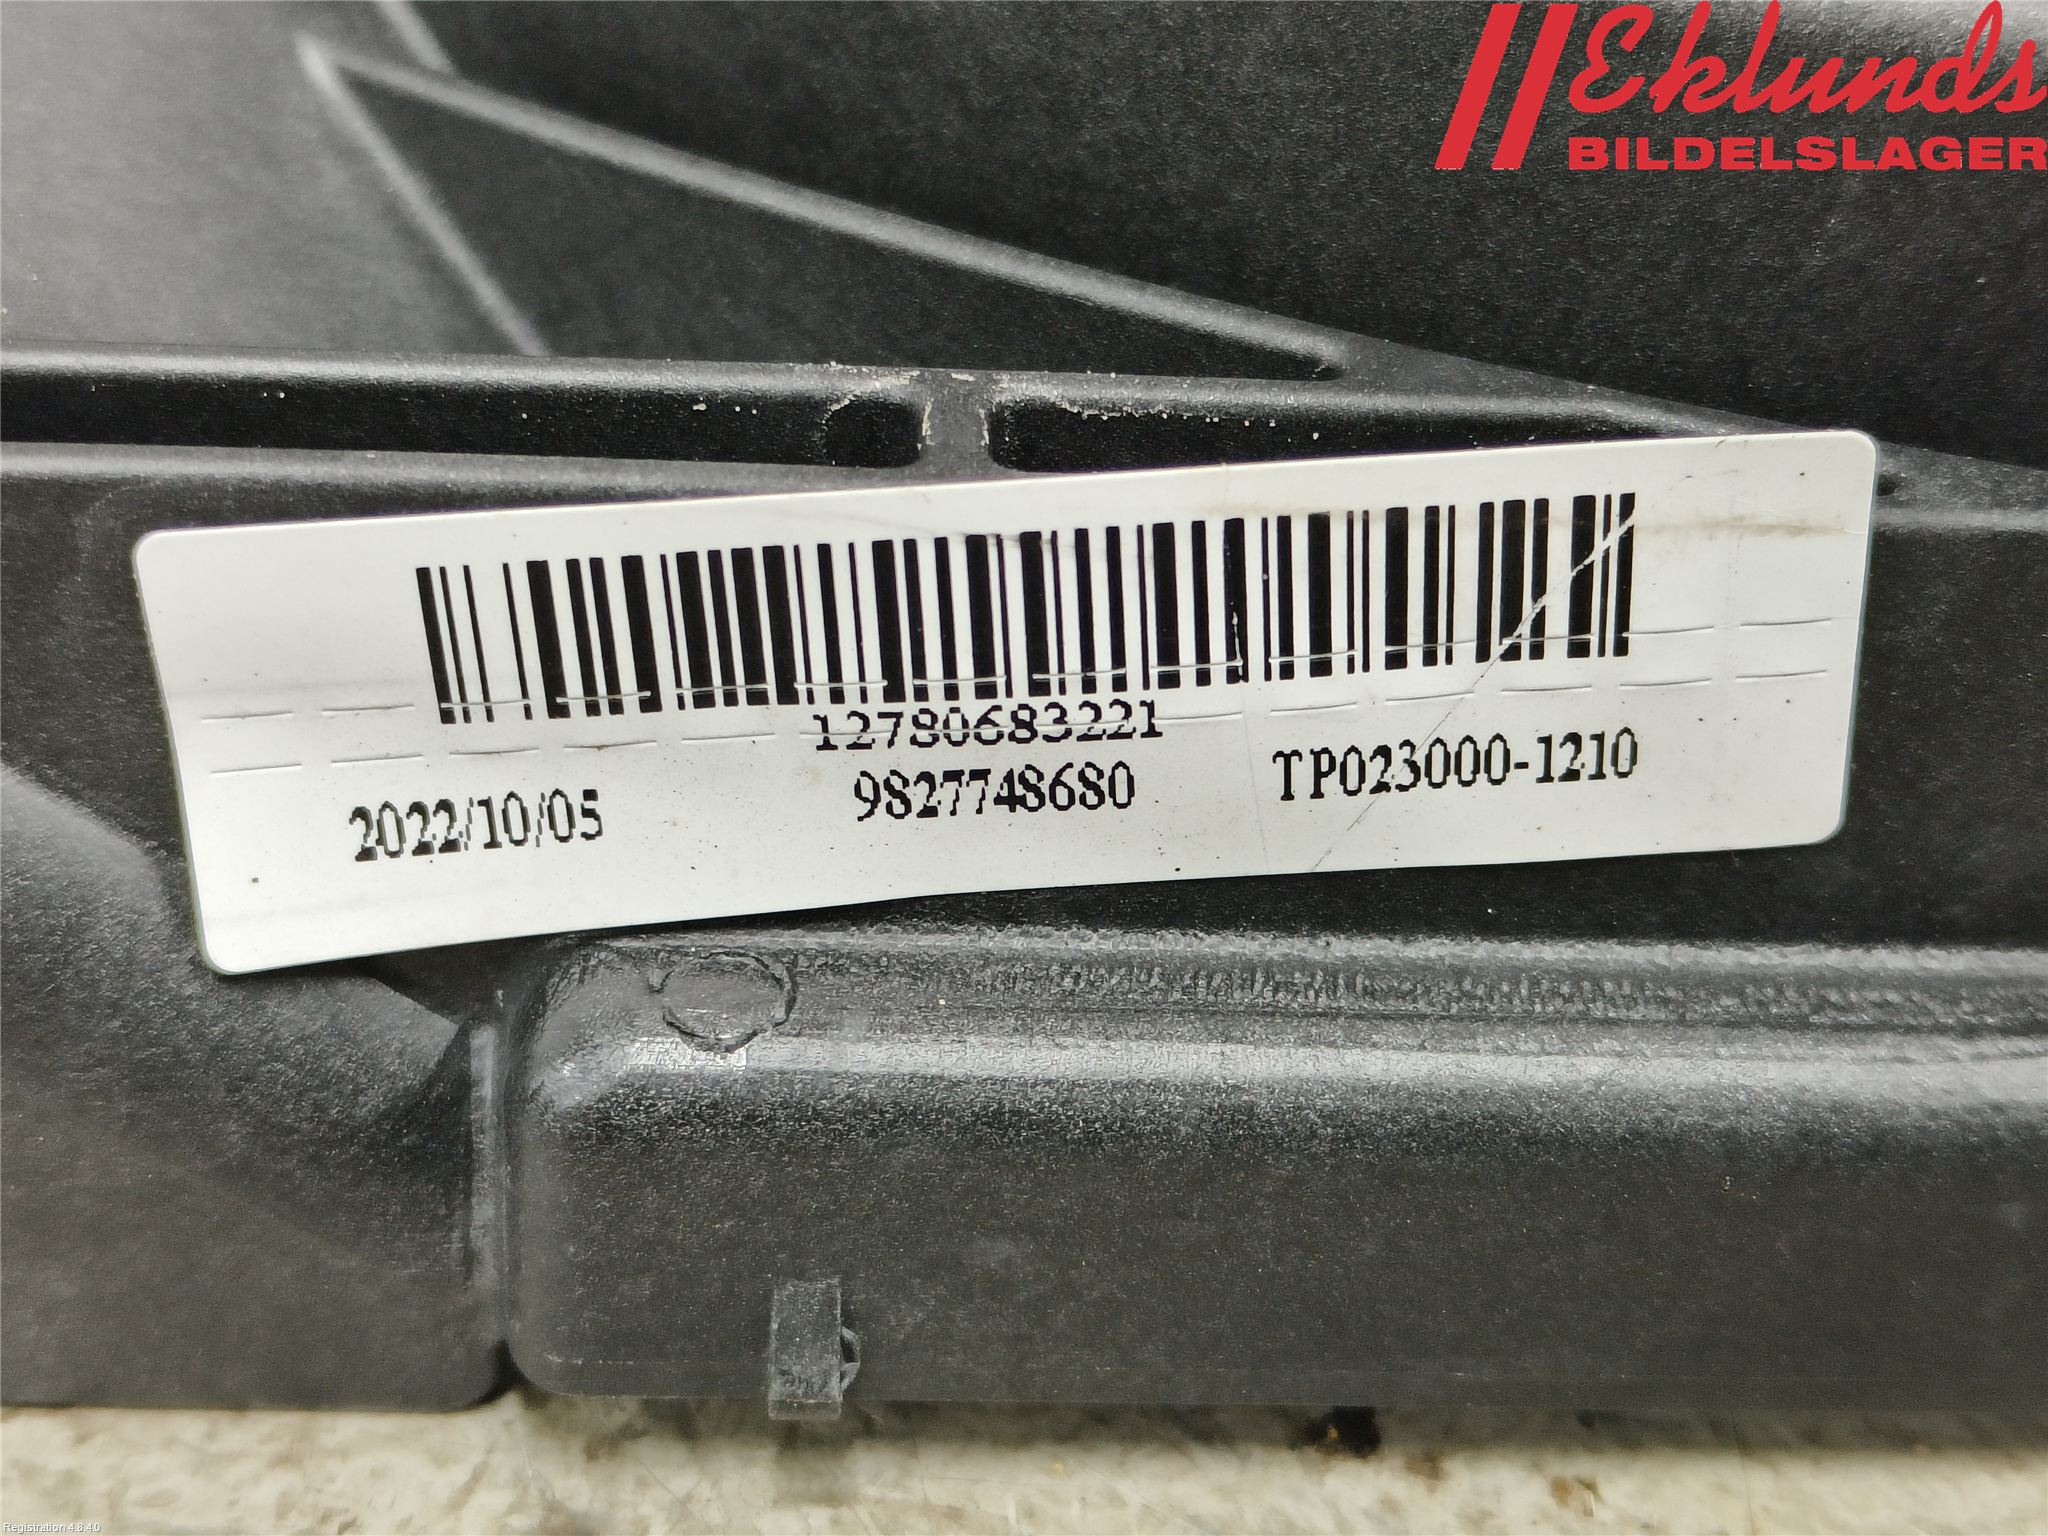 Eklunds
BILDELSLAGER
12780683221
2022/10/05 9827748680 TP023000-1210
Registration 4.8.4.0